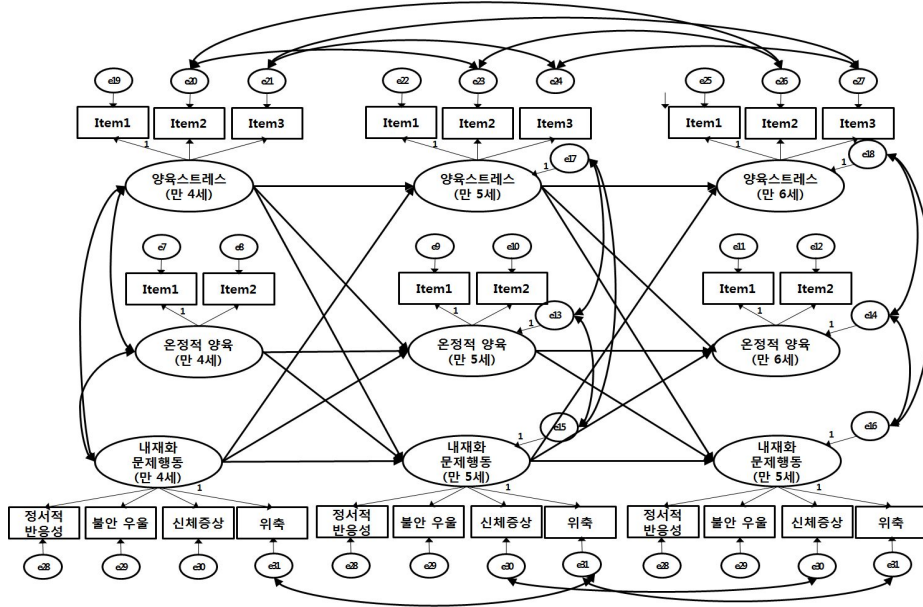 e19 e20 e21 e22 e23 e24 e25 e26 e27
Item1 Item2 Item3 Item1 Item2 Item3 Item1 Item2 Item3
1 1 1
e17 e18
1 1
양육스트레스 양육스트레스 양육스트레스
(만 4세) (만 5세) (만 6세)
e7 e8 e9 e10 e11 e12
Item1 Item2 Item1 Item2 Item1 Item2
1 1 1
e13 e14
1 1
온정적 양육 온정적 양육 온정적 양육
(만 4세) (만 5세) (만 6세)
e15 e16
1 1
내재화 내재화 내재화
문제행동 문제행동 문제행동
(만 4세) (만 5세) (만 5세)
1 1 1
정서적 불안 우울 신체증상 위축 정서적 불안 우울 신체증상 위축 정서적 불안 우울 신체증상 위축
반응성 반응성 반응성
e28 e29 e30 e31 e28 e29 e30 e31 e28 e29 e30 e31